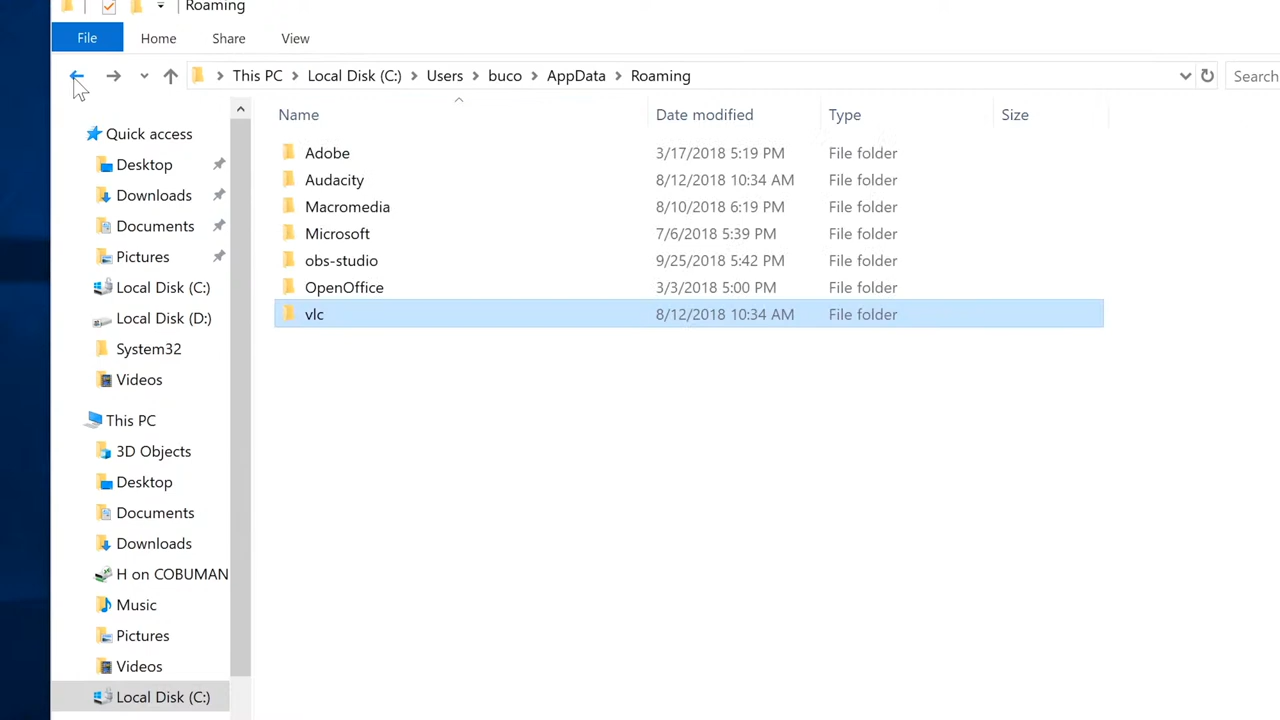 Roaming
File Home Share View
This PC Local Disk (C:) Users buco AppData Roaming Search
Name Date modified Type Size
Quick access
Desktop
Downloads
Documents
Pictures
Local Disk (C:)
Local Disk (D:)
System32
Videos
This PC
3D Objects
Desktop
Documents
Downloads
H on COBUMAN
Music
Pictures
Videos
Local Disk (C:)
Adobe 3/17/2018 5:19 PM File folder
Audacity 8/12/2018 10:34 AM File folder
Macromedia 8/10/2018 6:19 PM File folder
Microsoft 7/6/2018 5:39 PM File folder
obs-studio 9/25/2018 5:42 PM File folder
OpenOffice 3/3/2018 5:00 PM File folder
vlc 8/12/2018 10:34 AM File folder